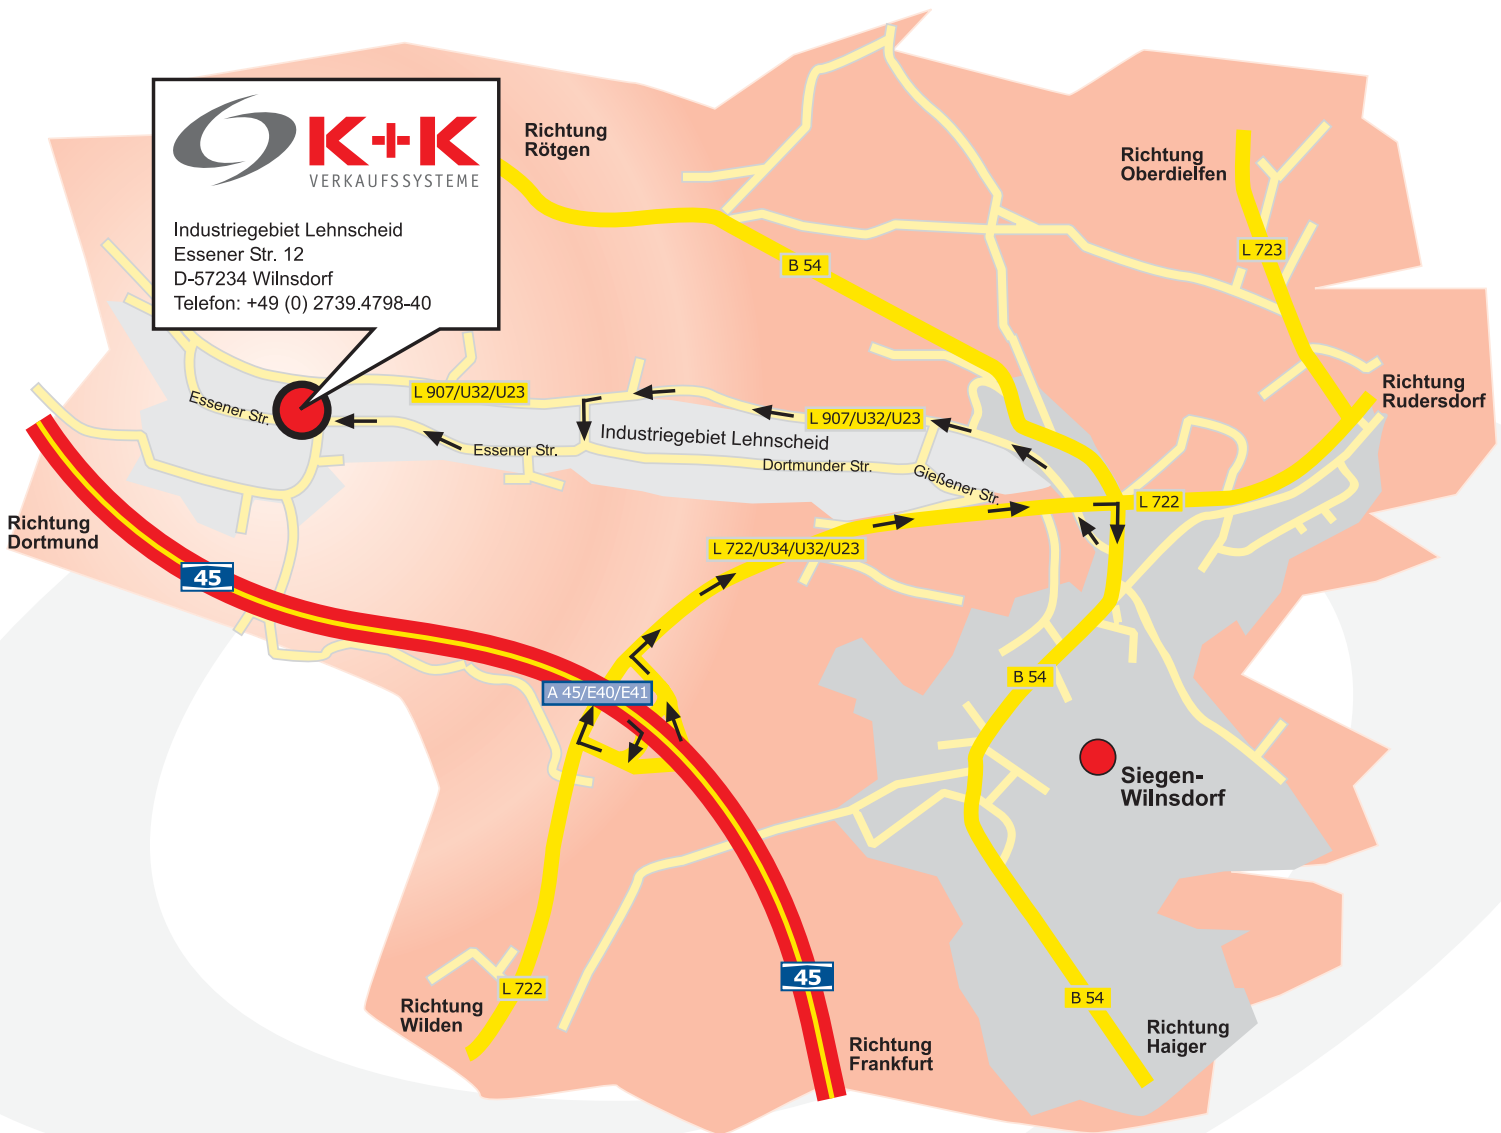 K+K
VERKAUFSSYSTEME
Industriegebiet Lehnscheid
Essener Str. 12
D-57234 Wilnsdorf
Telefon: +49 (0) 2739.4798-40
Richtung
Rötgen
Richtung
Oberdielfen
L 723
B 54
Richtung
Rudersdorf
L 907/U32/U23
L 907/U32/U23
Essener Str.
Industriegebiet Lehnscheid
Essener Str.
Dortmunder Str.
Gießener Str.
L 722
Richtung
Dortmund
L 722/U34/U32/U23
45
B 54
A 45/E40/E41
Siegen-
Wilnsdorf
45
L 722
B 54
Richtung
Wilden
Richtung
Haiger
Richtung
Frankfurt